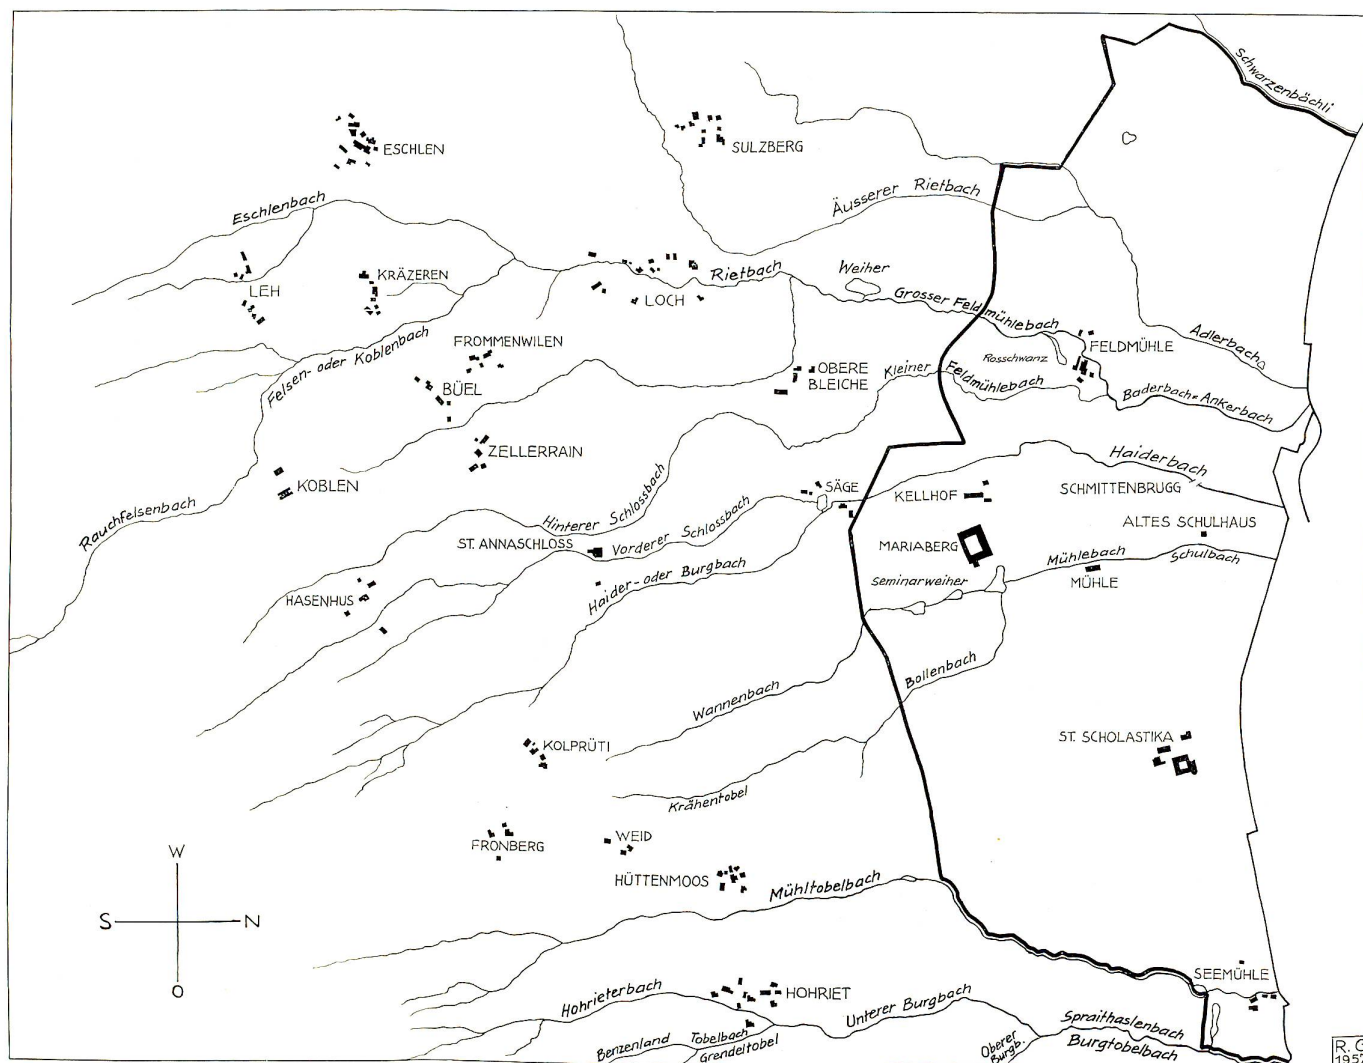 Schwarzenbächli
ESCHLEN
SULZBERG
Eschlenbach
Äusserer Rietbach
LEH
KRÄZEREN
Rietbach
Weiher
LOCH
Grosser Feldmühlebach
Adlerbach
Felsen- oder Koblenbach
FROMMENWILEN
FELDMÜHLE
Rosschwanz
BÜEL
OBERE
BLEICHE
Kleiner
Feldmühlebach
Baderbach = Ankerbach
ZELLERRAIN
KOBLEN
Haiderbach
Rauchfelsenbach
Hinterer Schlossbach
SÄGE
KELLHOF
SCHMITTENBRUGG
ST. ANNASCHLOSS
Vorderer Schlossbach
ALTES SCHULHAUS
MARIABERG
Mühlebach
Schulbach
Haider- oder Burgbach
Seminarweiher
MÜHLE
HASENHUS
Wannenbach
Bollenbach
KOLPRÜTI
ST. SCHOLASTIKA
Krähentobel
FRONBERG
WEID
W
HÜTTENMOOS
Mühltobelbach
S
N
O
SEEMÜHLE
Hohrieterbach
HOHRIET
Unterer Burgbach
Spraithaslenbach
Burgtobelbach
Benzenland
Tobelbach
Grendeltobel
Oberer
Burgb.